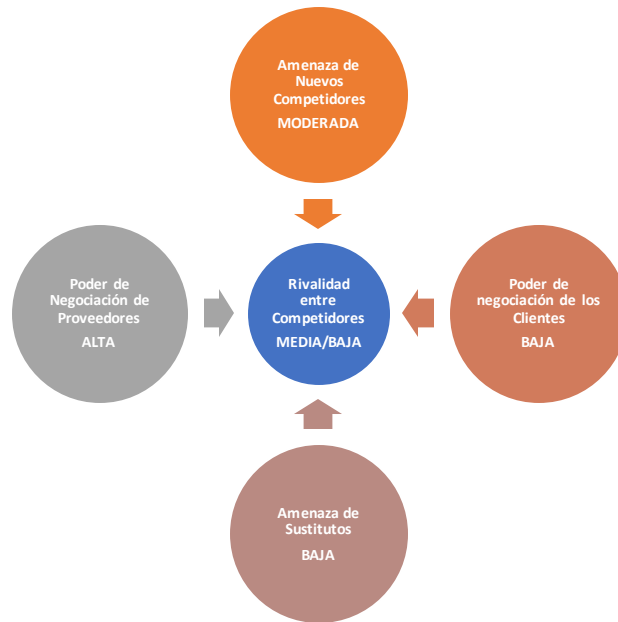 Amenaza de
Nuevos
Competidores
MODERADA
Poder de
Negociación de
Proveedores
ALTA
Rivalidad
entre
Competidores
MEDIA/BAJA
Poder de
negociación de los
Clientes
BAJA
Amenaza de
Sustitutos
BAJA